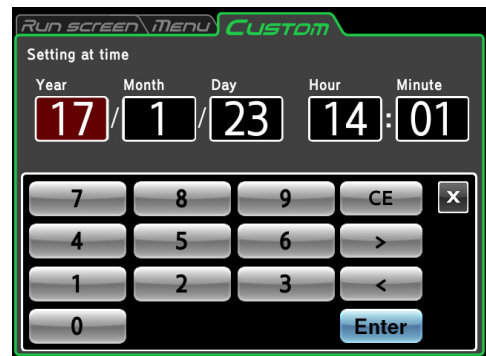 Run screen Menu Custom
Setting at time
Year Month Day Hour Minute
17 / 1 / 23 14 : 01
7 8 9 CE X
4 5 6 >
1 2 3 <
0 Enter